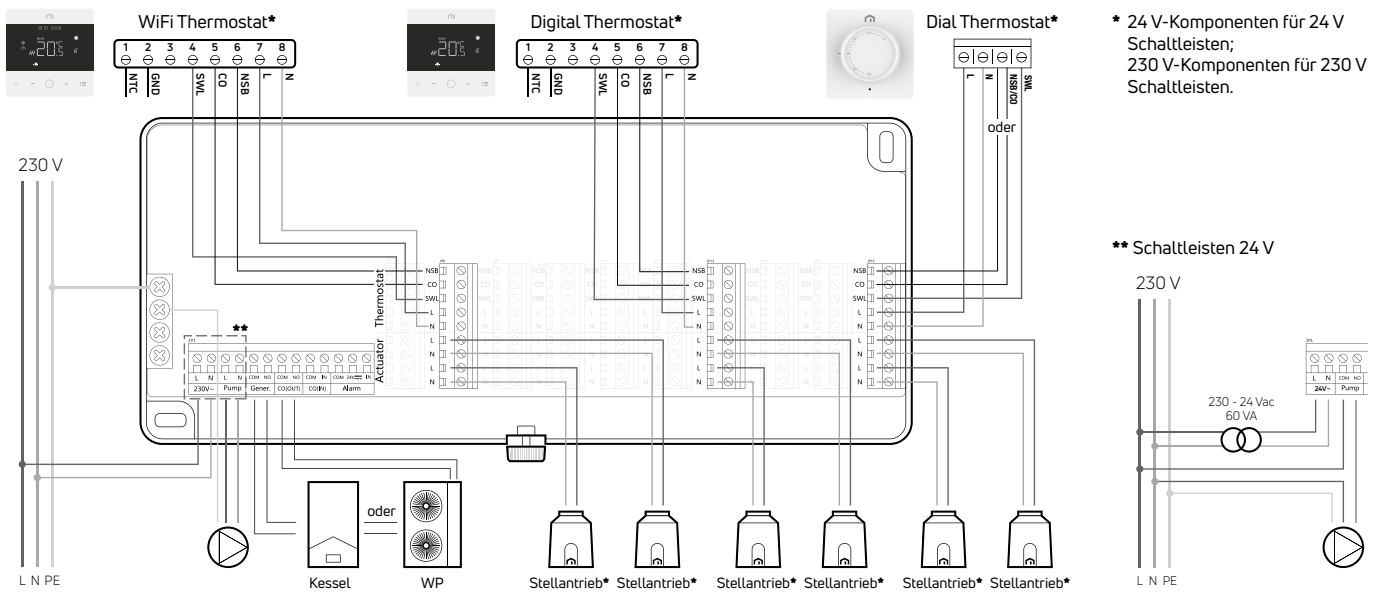 WiFi Thermostat*
1 2 3 4 5 6 7 8
NTC GND SWL CO NSB L N
Digital Thermostat*
1 2 3 4 5 6 7 8
NTC GND SWL CO NSB L N
Dial Thermostat*
L N NSB/CO SWL
oder
* 24 V-Komponenten für 24 V
Schaltleisten;
230 V-Komponenten für 230 V
Schaltleisten.
230 V
Thermostat
Actuator
NSB
CO
SWL
L
N
L
N
L
N
NSB
CO
SWL
L
N
L
N
L
N
NSB
CO
SWL
L
N
L
N
L
N
**
L N L N COM NO COM NO COM IN COM 24V IN
230V~ Pump Gener. CO(OUT) CO(IN) Alarm
oder
Kessel
WP
Stellantrieb* Stellantrieb* Stellantrieb* Stellantrieb* Stellantrieb* Stellantrieb*
L N PE
** Schaltleisten 24 V
230 V
L N COM NO
24V~ Pump
230 - 24 Vac
60 VA
L N PE